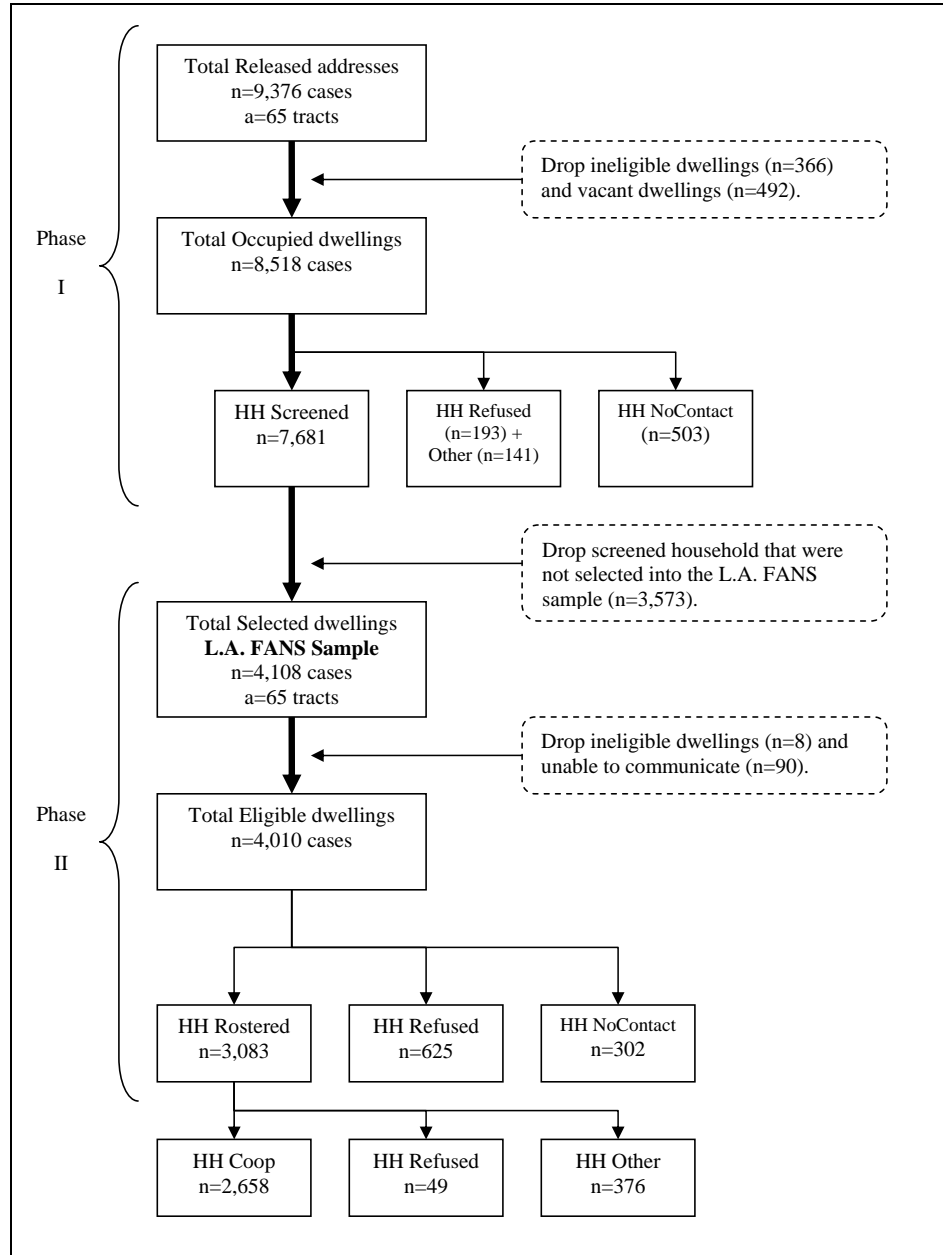 Total Released addresses
n=9,376 cases
a=65 tracts
Drop ineligible dwellings (n=366)
and vacant dwellings (n=492).
Phase
I
Total Occupied dwellings
n=8,518 cases
HH Screened
n=7,681
HH Refused
(n=193) +
Other (n=141)
HH NoContact
(n=503)
Drop screened household that were
not selected into the L.A. FANS
sample (n=3,573).
Total Selected dwellings
L.A. FANS Sample
n=4,108 cases
a=65 tracts
Drop ineligible dwellings (n=8) and
unable to communicate (n=90).
Phase
II
Total Eligible dwellings
n=4,010 cases
HH Rostered
n=3,083
HH Refused
n=625
HH NoContact
n=302
HH Coop
n=2,658
HH Refused
n=49
HH Other
n=376